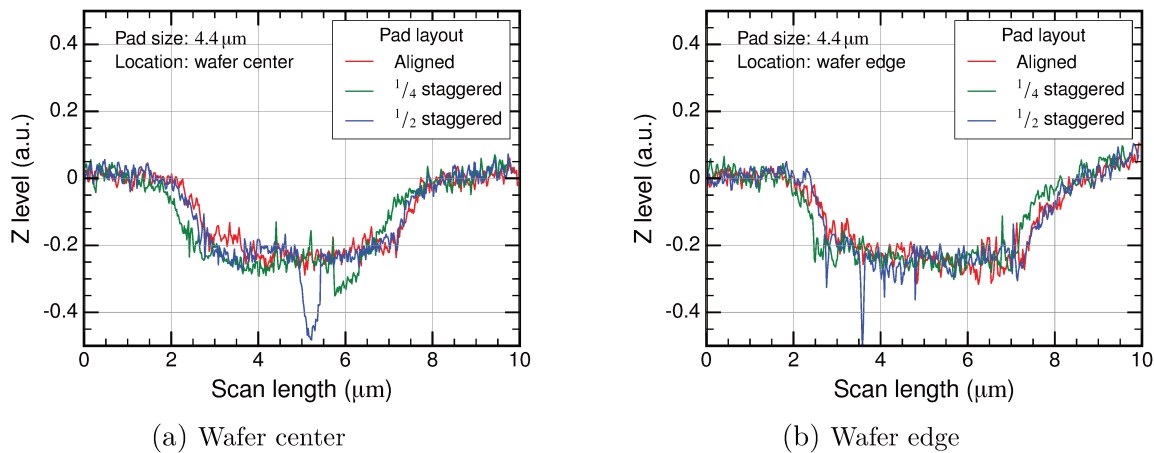 Pad size: 4.4 μm
Location: wafer center
Pad layout
Aligned
1/4 staggered
1/2 staggered
Z level (a.u.)
0.4
0.2
0
-0.2
-0.4
0 2 4 6 8 10
Scan length (μm)
(a) Wafer center
Pad size: 4.4 μm
Location: wafer edge
Pad layout
Aligned
1/4 staggered
1/2 staggered
Z level (a.u.)
0.4
0.2
0
-0.2
-0.4
0 2 4 6 8 10
Scan length (μm)
(b) Wafer edge